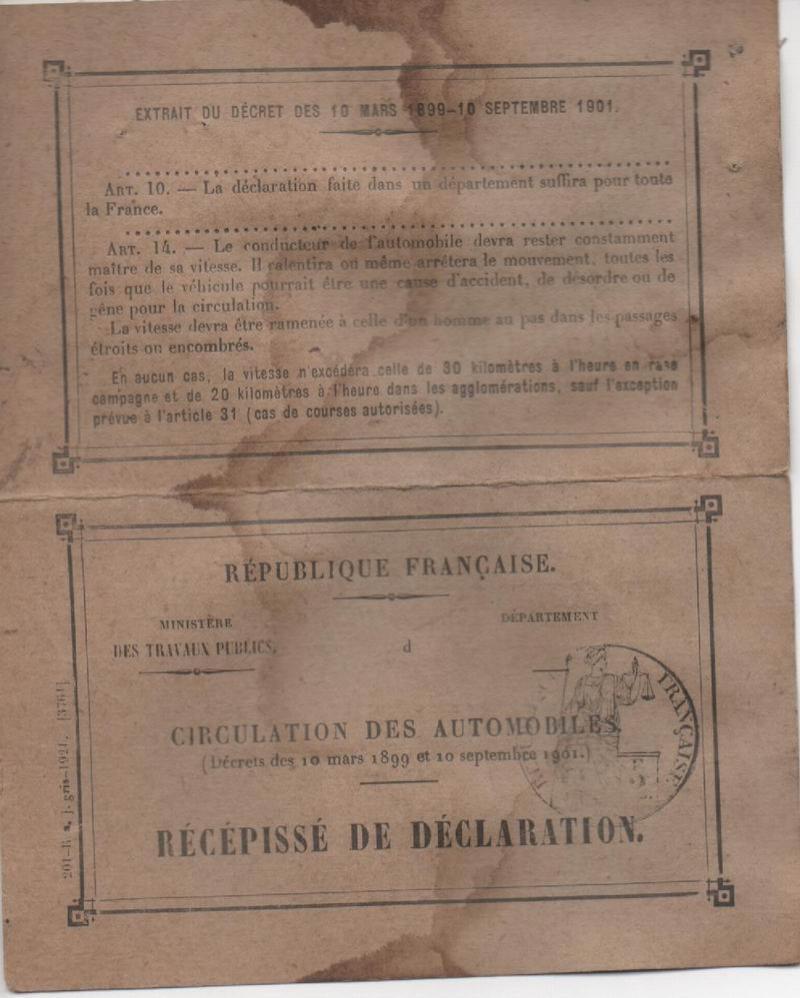 EXTRAIT DU DÉCRET DES 10 MARS 1899-10 SEPTEMBRE 1901.
ART. 10. — La déclaration faite dans un département suffira pour toute
la France.
ART. 14. — Le conducteur de l'automobile devra rester constamment
maître de sa vitesse. Il ralentira ou même arrêtera le mouvement, toutes les
fois que le véhicule pourrait être une cause d'accident, de désordre ou de
gêne pour la circulation.
La vitesse devra être ramenée à celle d'un homme au pas dans les passages
étroits ou encombrés.
En aucun cas, la vitesse n'excédera celle de 30 kilomètres à l'heure en rase
campagne et de 20 kilomètres à l'heure dans les agglomérations, sauf l'exception
prévue à l'article 31 (cas de courses autorisées).
RÉPUBLIQUE FRANÇAISE.
MINISTÈRE
DES TRAVAUX PUBLICS.
DÉPARTEMENT
d
CIRCULATION DES AUTOMOBILES.
(Décrets des 10 mars 1899 et 10 septembre 1901.)
RÉCÉPISSÉ DE DÉCLARATION.
FRANÇAISE
j. gris-1921. [3761]